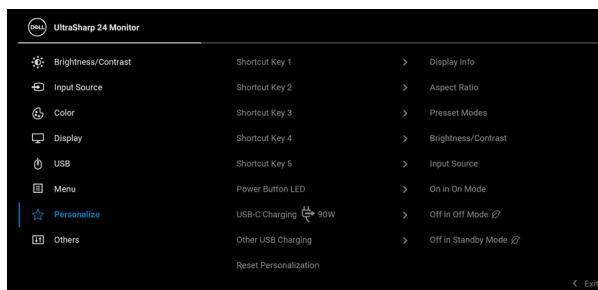 DELL UltraSharp 24 Monitor
Brightness/Contrast Shortcut Key 1 > Display Info
Input Source Shortcut Key 2 > Aspect Ratio
Color Shortcut Key 3 > Presset Modes
Display Shortcut Key 4 > Brightness/Contrast
USB Shortcut Key 5 > Input Source
Menu Power Button LED > On in On Mode
Personalize USB-C Charging 90W > Off in Off Mode
Others Other USB Charging > Off in Standby Mode
Reset Personalization
< Exit